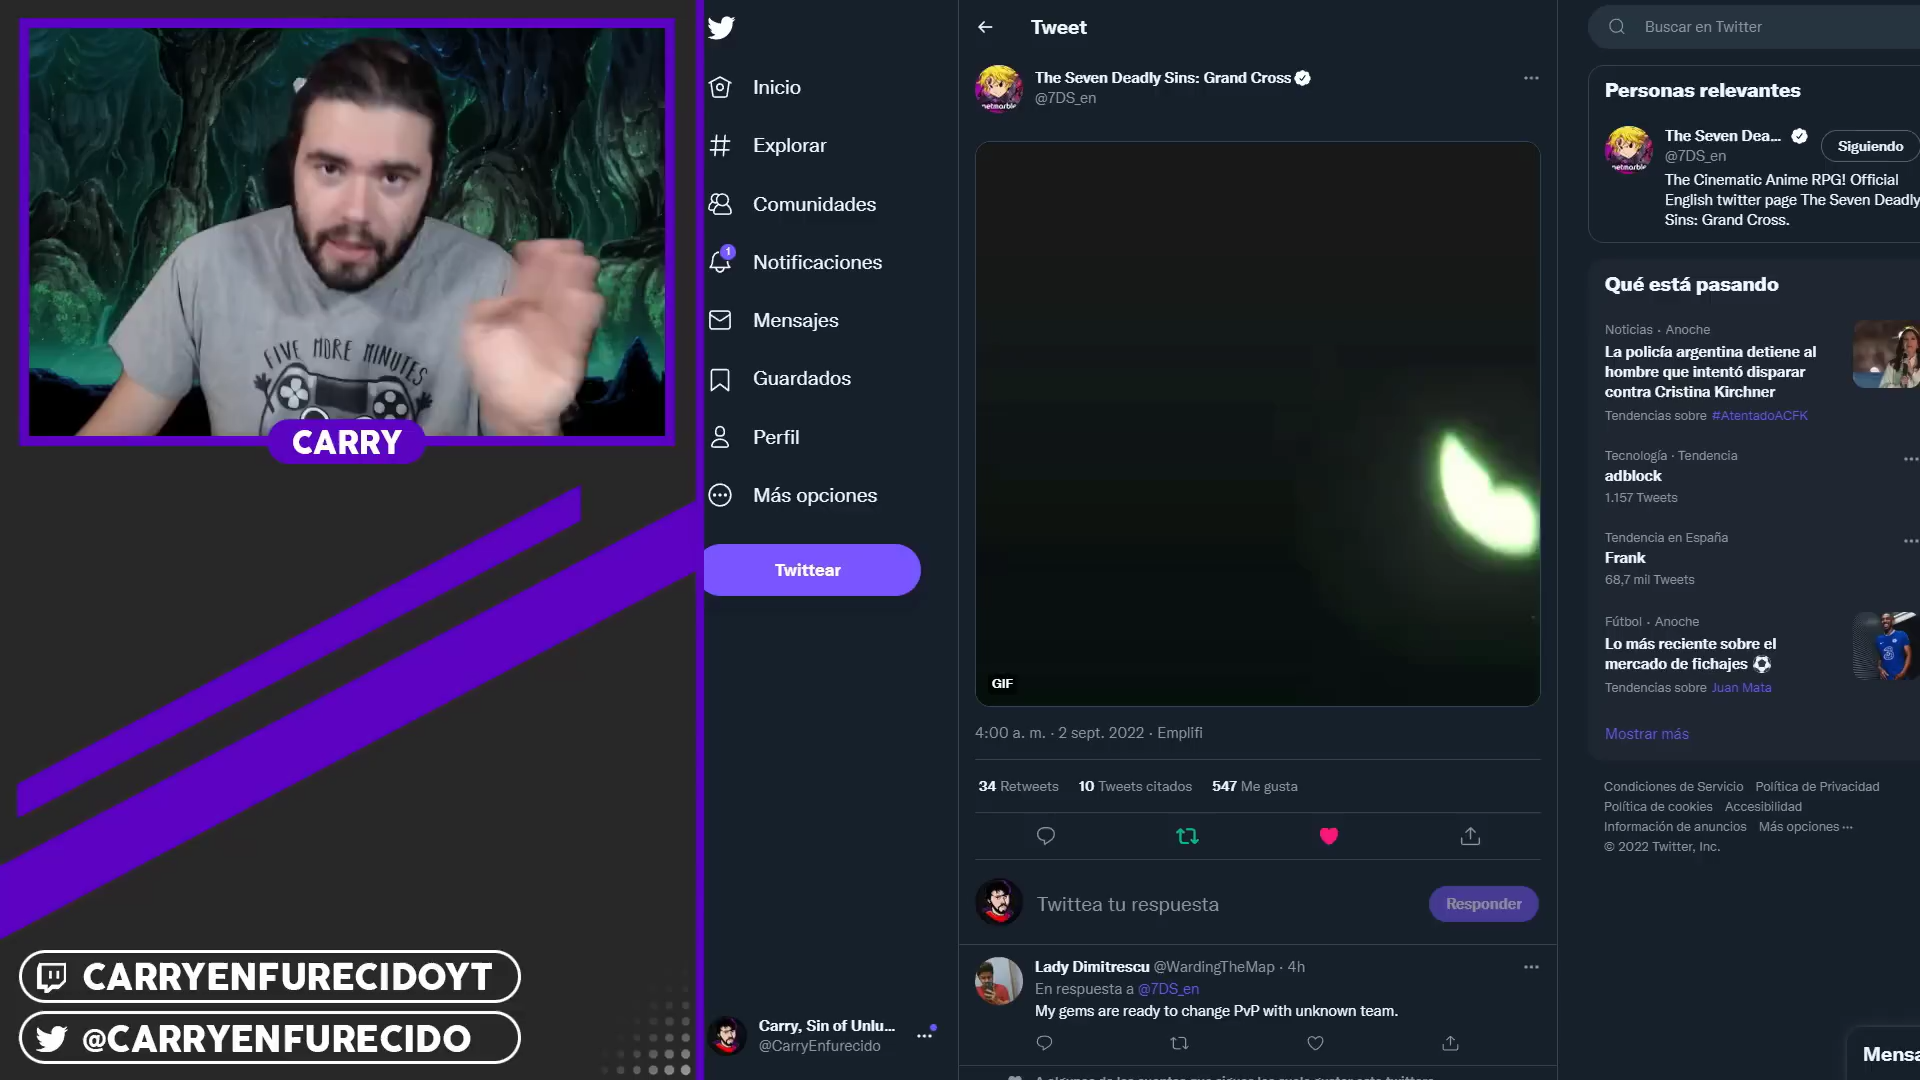 FIVE MORE MINUTES
CARRY
CARRYENFURECIDOYT
@CARRYENFURECIDO
Inicio
Explorar
Comunidades
1
Notificaciones
Mensajes
Guardados
Perfil
Más opciones
Twittear
Carry, Sin of Unlu...
@CarryEnfurecido
Tweet
netmarble
The Seven Deadly Sins: Grand Cross
@7DS_en
GIF
4:00 a. m. · 2 sept. 2022 · Emplifi
34 Retweets 10 Tweets citados 547 Me gusta
Twittea tu respuesta
Responder
Lady Dimitrescu @WardingTheMap · 4h
En respuesta a @7DS_en
My gems are ready to change PvP with unknown team.
Buscar en Twitter
Personas relevantes
netmarble
The Seven Dea...
@7DS_en
Siguiendo
The Cinematic Anime RPG! Official
English twitter page The Seven Deadly
Sins: Grand Cross.
Qué está pasando
Noticias · Anoche
La policía argentina detiene al
hombre que intentó disparar
contra Cristina Kirchner
Tendencias sobre #AtentadoACFK
Tecnología · Tendencia
adblock
1.157 Tweets
Tendencia en España
Frank
68,7 mil Tweets
Fútbol · Anoche
Lo más reciente sobre el
mercado de fichajes ⚽
Tendencias sobre Juan Mata
3
Mostrar más
Condiciones de Servicio Política de Privacidad
Política de cookies Accesibilidad
Información de anuncios Más opciones ···
© 2022 Twitter, Inc.
Mensa